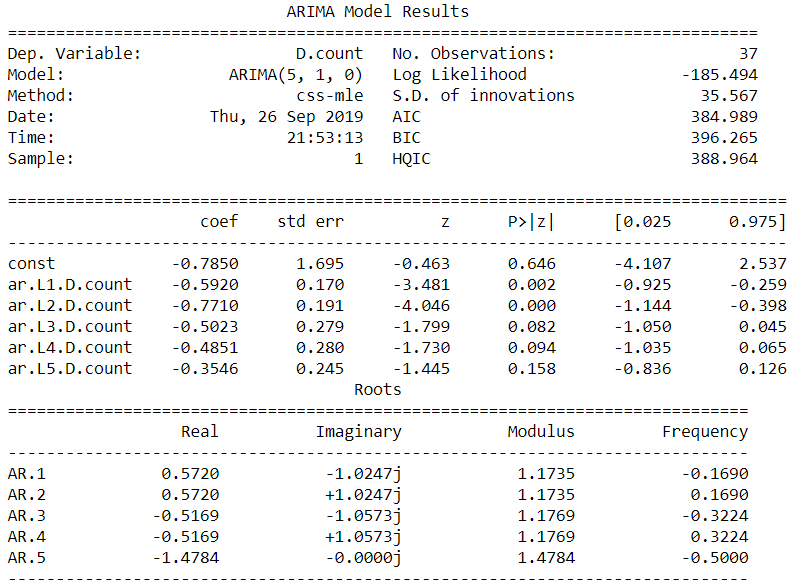 ARIMA Model Results
==============================================================================
Dep. Variable:                D.count   No. Observations:                   37
Model:                 ARIMA(5, 1, 0)   Log Likelihood                -185.494
Method:                       css-mle   S.D. of innovations             35.567
Date:                Thu, 26 Sep 2019   AIC                            384.989
Time:                        21:53:13   BIC                            396.265
Sample:                             1   HQIC                           388.964

=================================================================================
                    coef    std err          z      P>|z|      [0.025      0.975]
---------------------------------------------------------------------------------
const            -0.7850      1.695     -0.463      0.646      -4.107       2.537
ar.L1.D.count    -0.5920      0.170     -3.481      0.002      -0.925      -0.259
ar.L2.D.count    -0.7710      0.191     -4.046      0.000      -1.144      -0.398
ar.L3.D.count    -0.5023      0.279     -1.799      0.082      -1.050       0.045
ar.L4.D.count    -0.4851      0.280     -1.730      0.094      -1.035       0.065
ar.L5.D.count    -0.3546      0.245     -1.445      0.158      -0.836       0.126
                                    Roots
=============================================================================
                  Real          Imaginary           Modulus         Frequency
-----------------------------------------------------------------------------
AR.1            0.5720           -1.0247j            1.1735           -0.1690
AR.2            0.5720           +1.0247j            1.1735            0.1690
AR.3           -0.5169           -1.0573j            1.1769           -0.3224
AR.4           -0.5169           +1.0573j            1.1769            0.3224
AR.5           -1.4784           -0.0000j            1.4784           -0.5000
-----------------------------------------------------------------------------